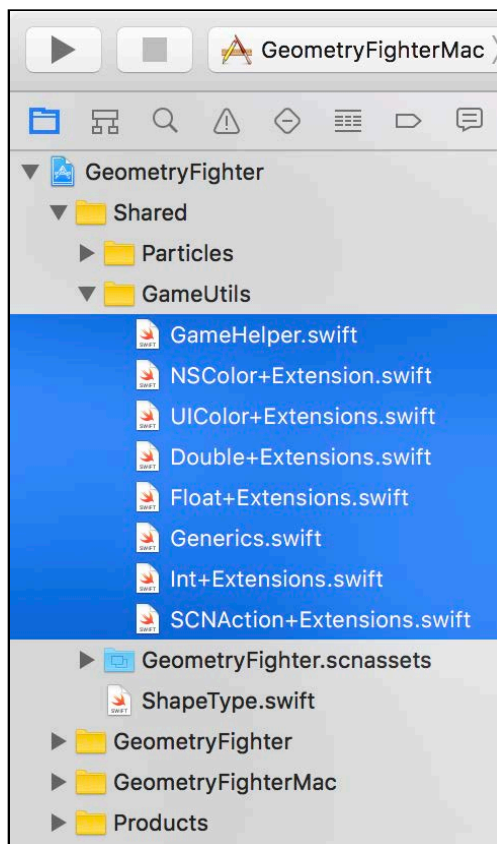 GeometryFighterMac
GeometryFighter
Shared
Particles
GameUtils
GameHelper.swift
NSColor+Extension.swift
UIColor+Extensions.swift
Double+Extensions.swift
Float+Extensions.swift
Generics.swift
Int+Extensions.swift
SCNAction+Extensions.swift
GeometryFighter.scnassets
ShapeType.swift
GeometryFighter
GeometryFighterMac
Products